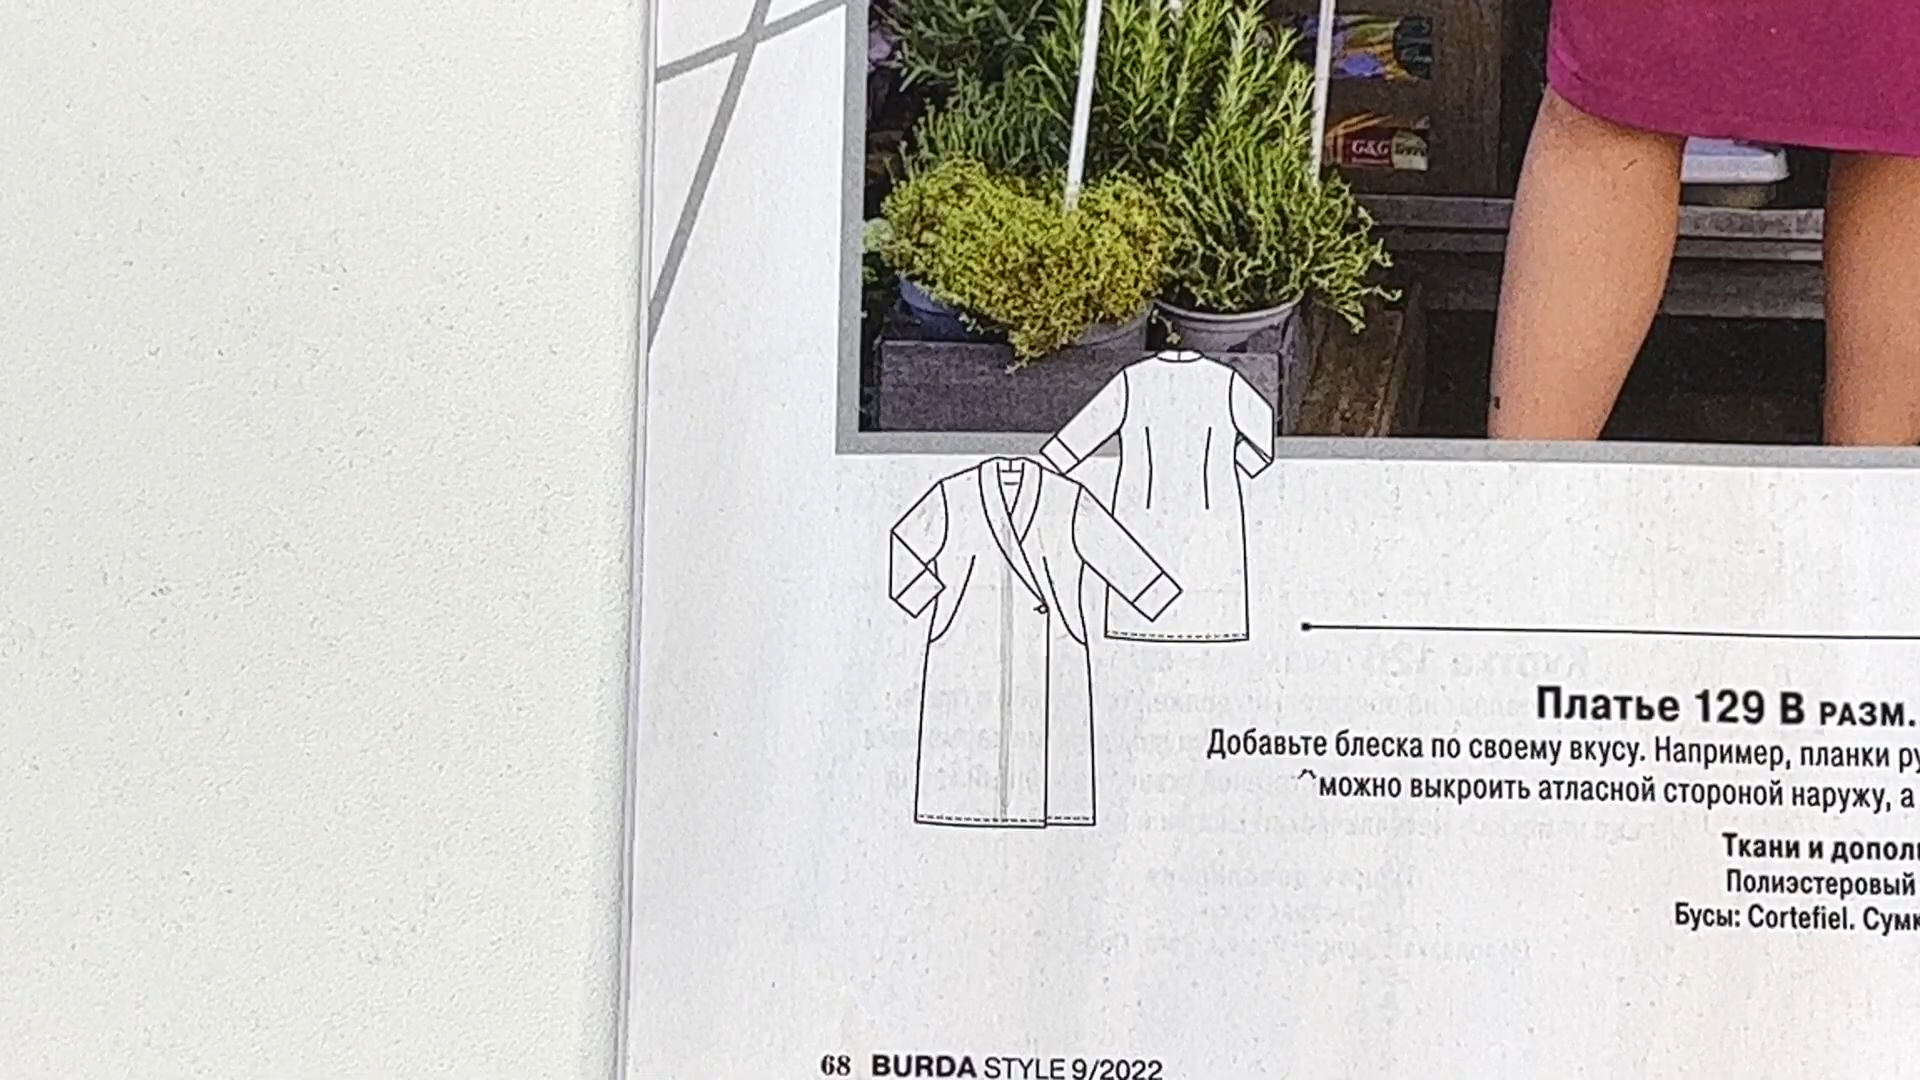 G&G
Платье 129 В РАЗМ.
Добавьте блеска по своему вкусу. Например, планки ру
можно выкроить атласной стороной наружу, а
Ткани и допол
Полиэстеровый
Бусы: Cortefiel. Сумк
68 BURDA STYLE 9/2022